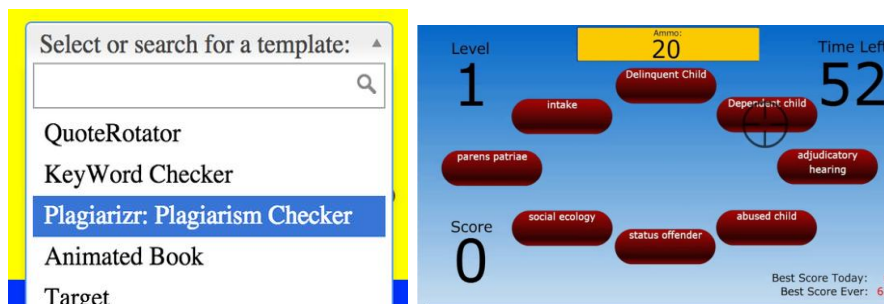 Select or search for a template:
QuoteRotator
KeyWord Checker
Plagiarizr: Plagiarism Checker
Animated Book
Target
Level
1
Ammo:
20
Time Left
52
Delinquent Child
intake
Dependent child
parens patriae
adjudicatory
hearing
social ecology
status offender
abused child
Score
0
Best Score Today:
Best Score Ever: 6